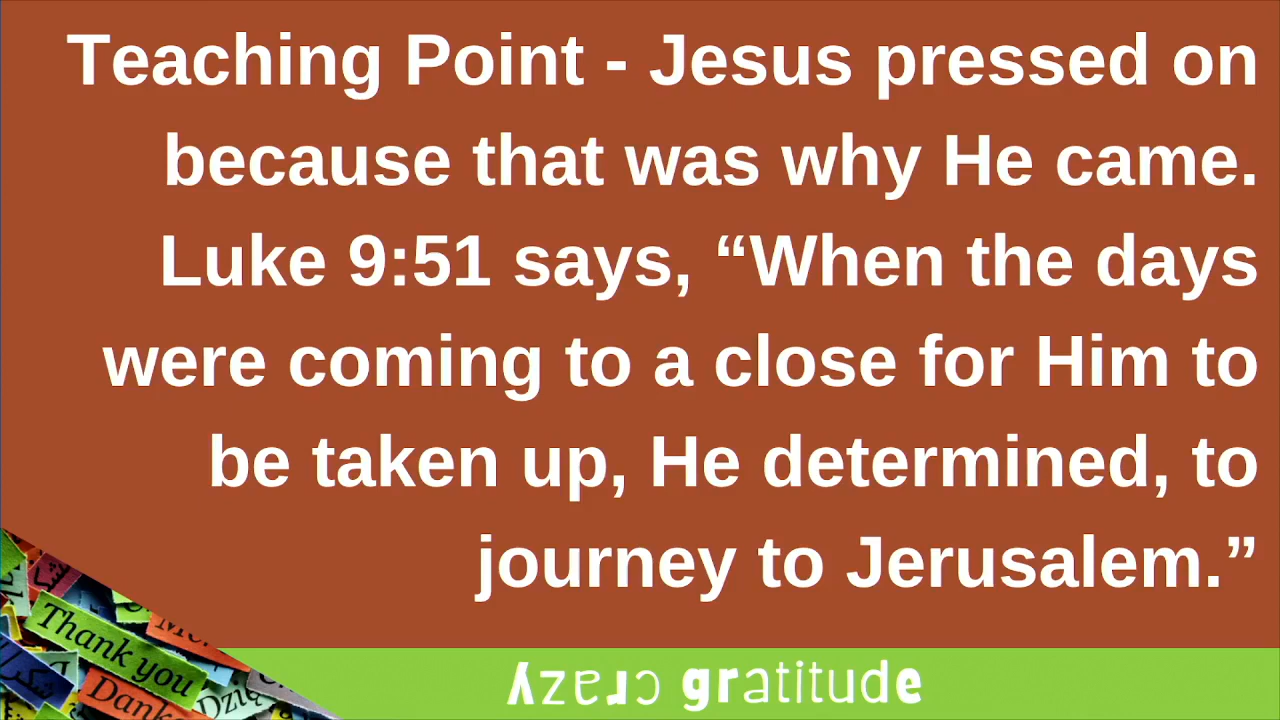 Teaching Point - Jesus pressed on
because that was why He came.
Luke 9:51 says, “When the days
were coming to a close for Him to
be taken up, He determined, to
journey to Jerusalem.”
Thank you
crazy gratitude